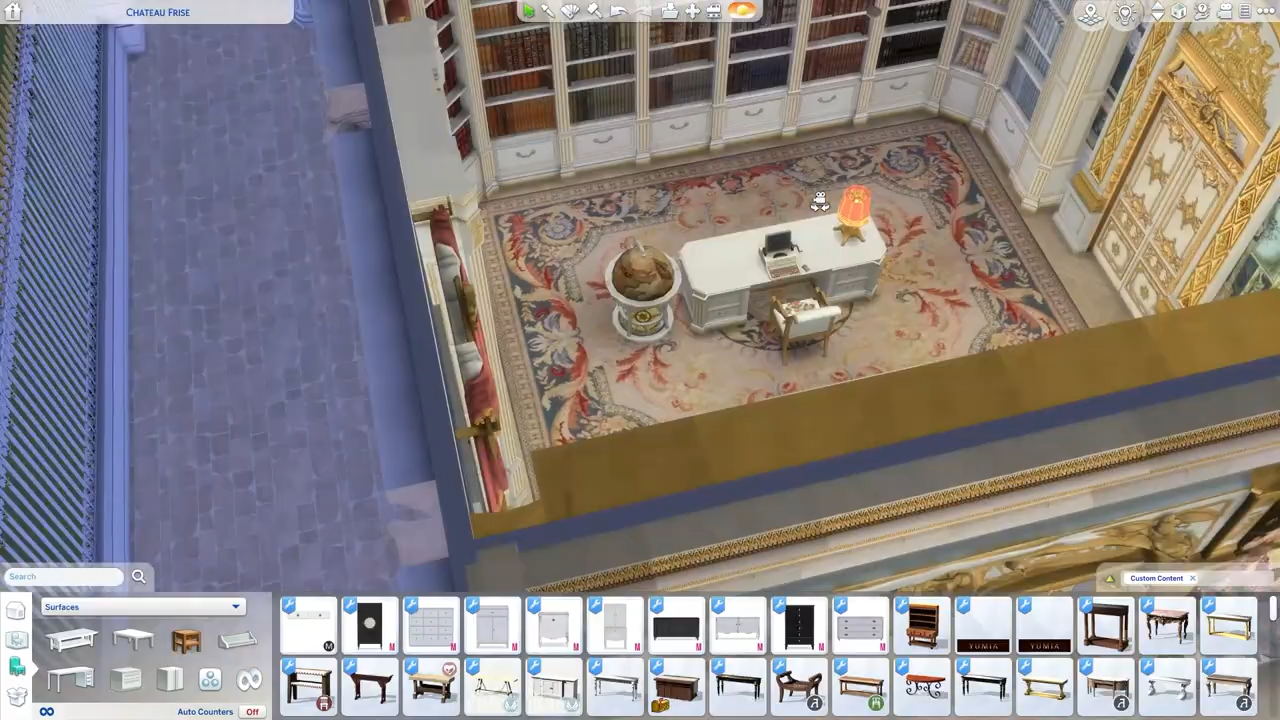 Chateau Frise
Search
Custom Content
Surfaces
YUMIA
YUMIA
Auto Counters
Off